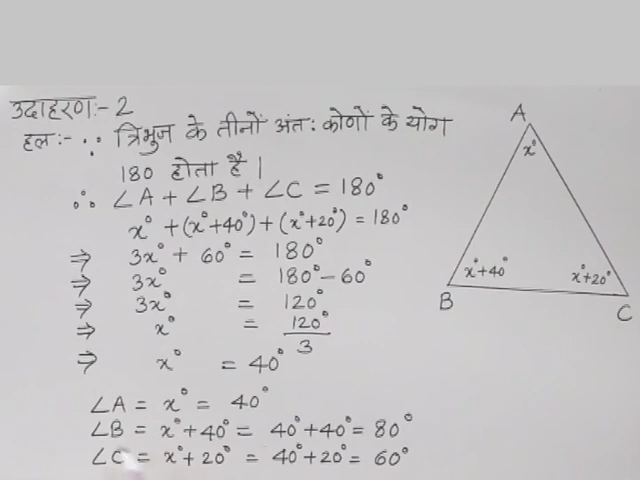 उदाहरण:- 2
हल:- ∵ त्रिभुज के तीनों अंत: कोणों के योग
180 होता है |
∴ ∠A + ∠B + ∠C = 180°
x° + (x°+40°) + (x°+20°) = 180°
⇒ 3x° + 60° = 180°
⇒ 3x° = 180° - 60°
⇒ 3x° = 120°
⇒ x° = 120°/3
⇒ x° = 40°
∠A = x° = 40°
∠B = x° + 40° = 40° + 40° = 80°
∠C = x° + 20° = 40° + 20° = 60°
A
x°
x°+40°
x°+20°
B
C